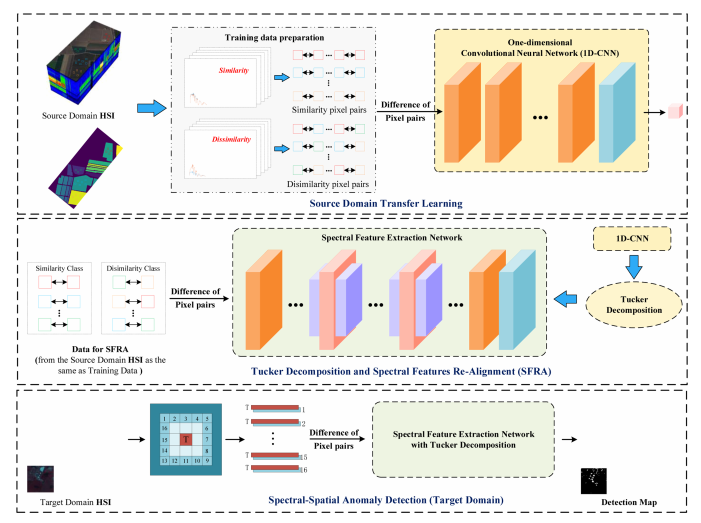 Training data preparation
Similarity
Similarity pixel pairs
Dissimilarity
Disimilarity pixel pairs
Source Domain HSI
Difference of
Pixel pairs
One-dimensional
Convolutional Neural Network (1D-CNN)
Source Domain Transfer Learning
Similarity Class
Disimilarity Class
Data for SFRA
(from the Source Domain HSI as the
same as Training Data )
Difference of
Pixel pairs
Spectral Feature Extraction Network
1D-CNN
Tucker
Decomposition
Tucker Decomposition and Spectral Features Re-Alignment (SFRA)
Target Domain HSI
1 2 3 4 5
16 6
15 T 7
14 8
13 12 11 10 9
T 11
T 12
T 15
T 16
Difference of
Pixel pairs
Spectral Feature Extraction Network
with Tucker Decomposition
Detection Map
Spectral-Spatial Anomaly Detection (Target Domain)